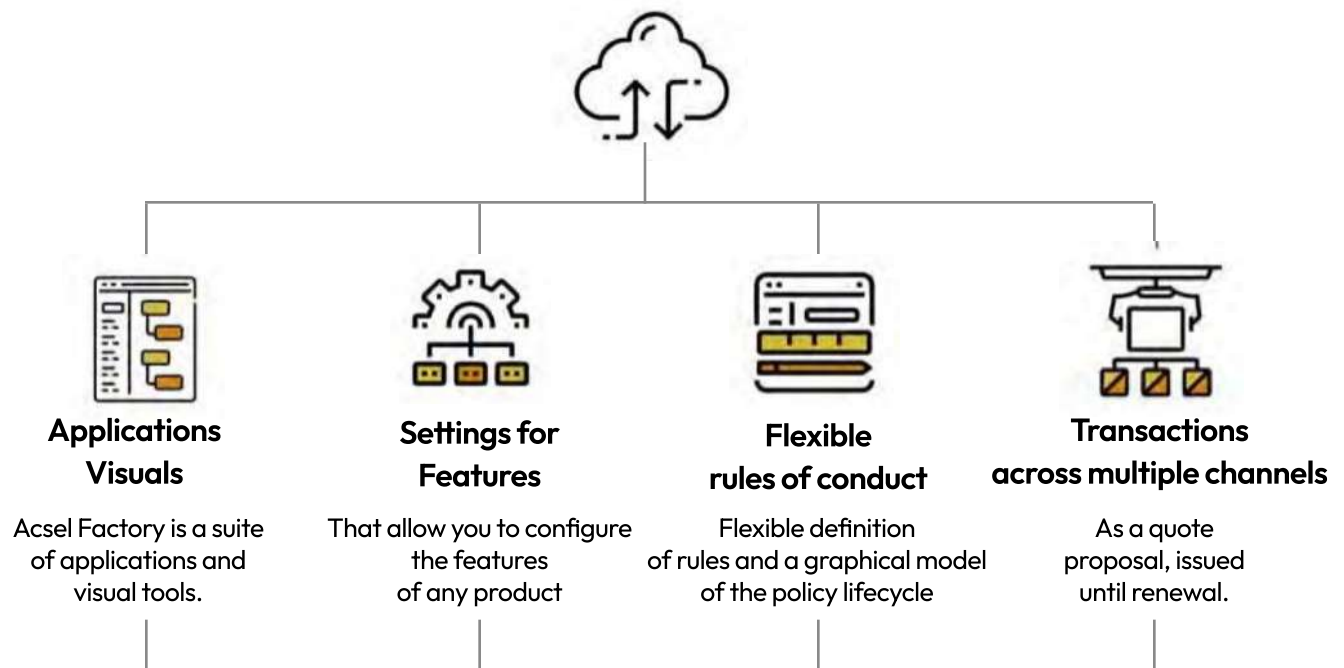 Applications
Visuals
Acsel Factory is a suite
of applications and
visual tools.
Settings for
Features
That allow you to configure
the features
of any product
Flexible
rules of conduct
Flexible definition
of rules and a graphical model
of the policy lifecycle
Transactions
across multiple channels
As a quote
proposal, issued
until renewal.